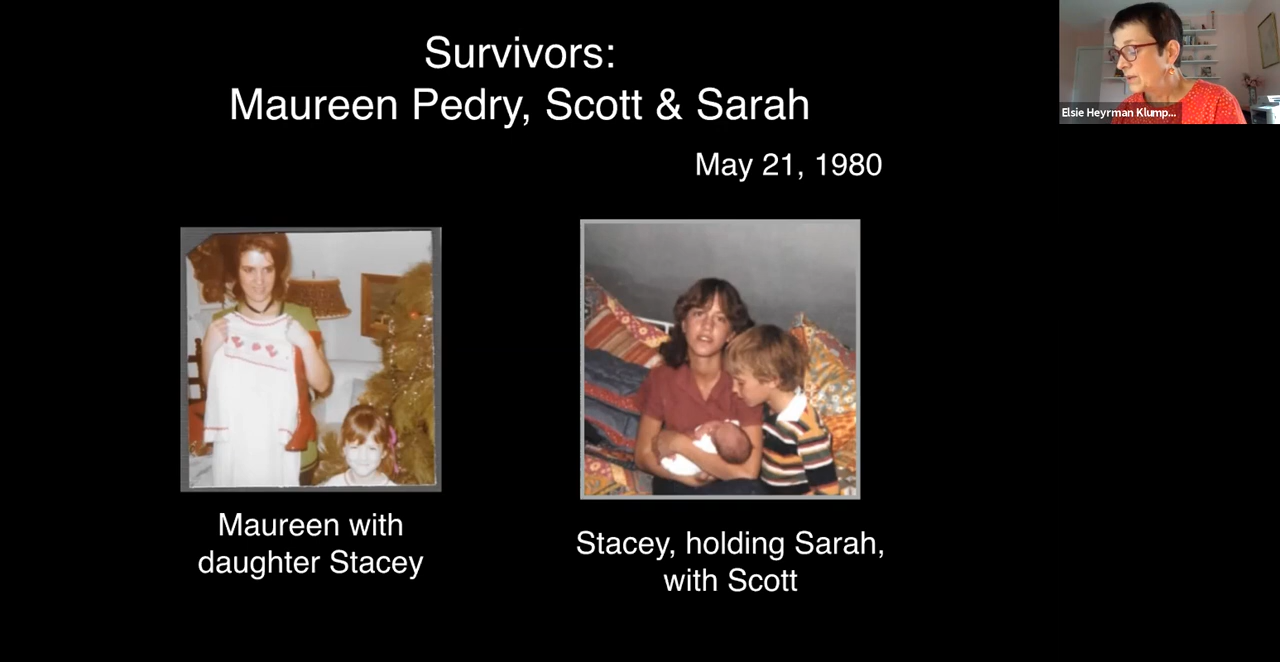 Survivors:
Maureen Pedry, Scott & Sarah
May 21, 1980
Maureen with
daughter Stacey
Stacey, holding Sarah,
with Scott
Elsie Heyrman Klump...